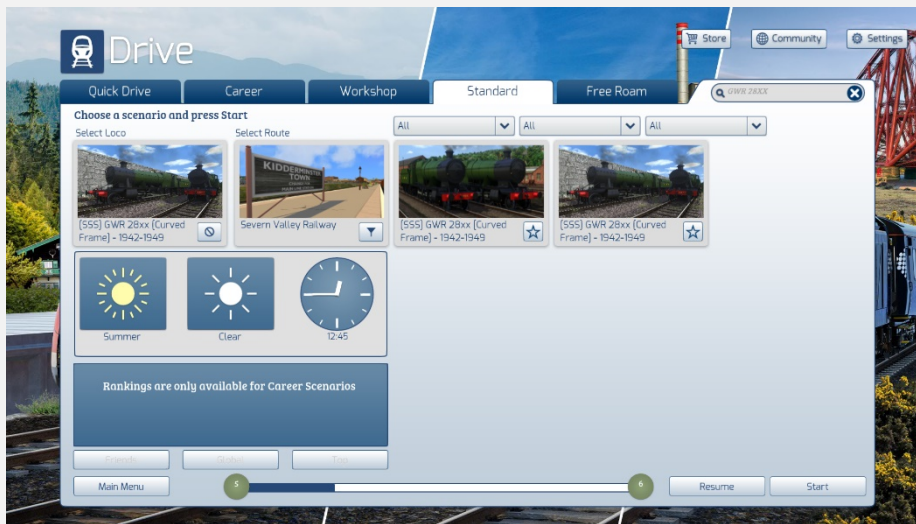 Drive
Store
Community
Settings
Quick Drive
Career
Workshop
Standard
Free Roam
GWR 28XX
Choose a scenario and press Start
Select Loco
Select Route
All
All
All
KIDDERMINSTER
TOWN
(SSS) GWR 28xx (Curved
Frame) - 1942-1949
Severn Valley Railway
(SSS) GWR 28xx (Curved
Frame) - 1942-1949
(SSS) GWR 28xx (Curved
Frame) - 1942-1949
Summer
Clear
12:45
Rankings are only available for Career Scenarios
Friends
Top
Main Menu
5
6
Resume
Start